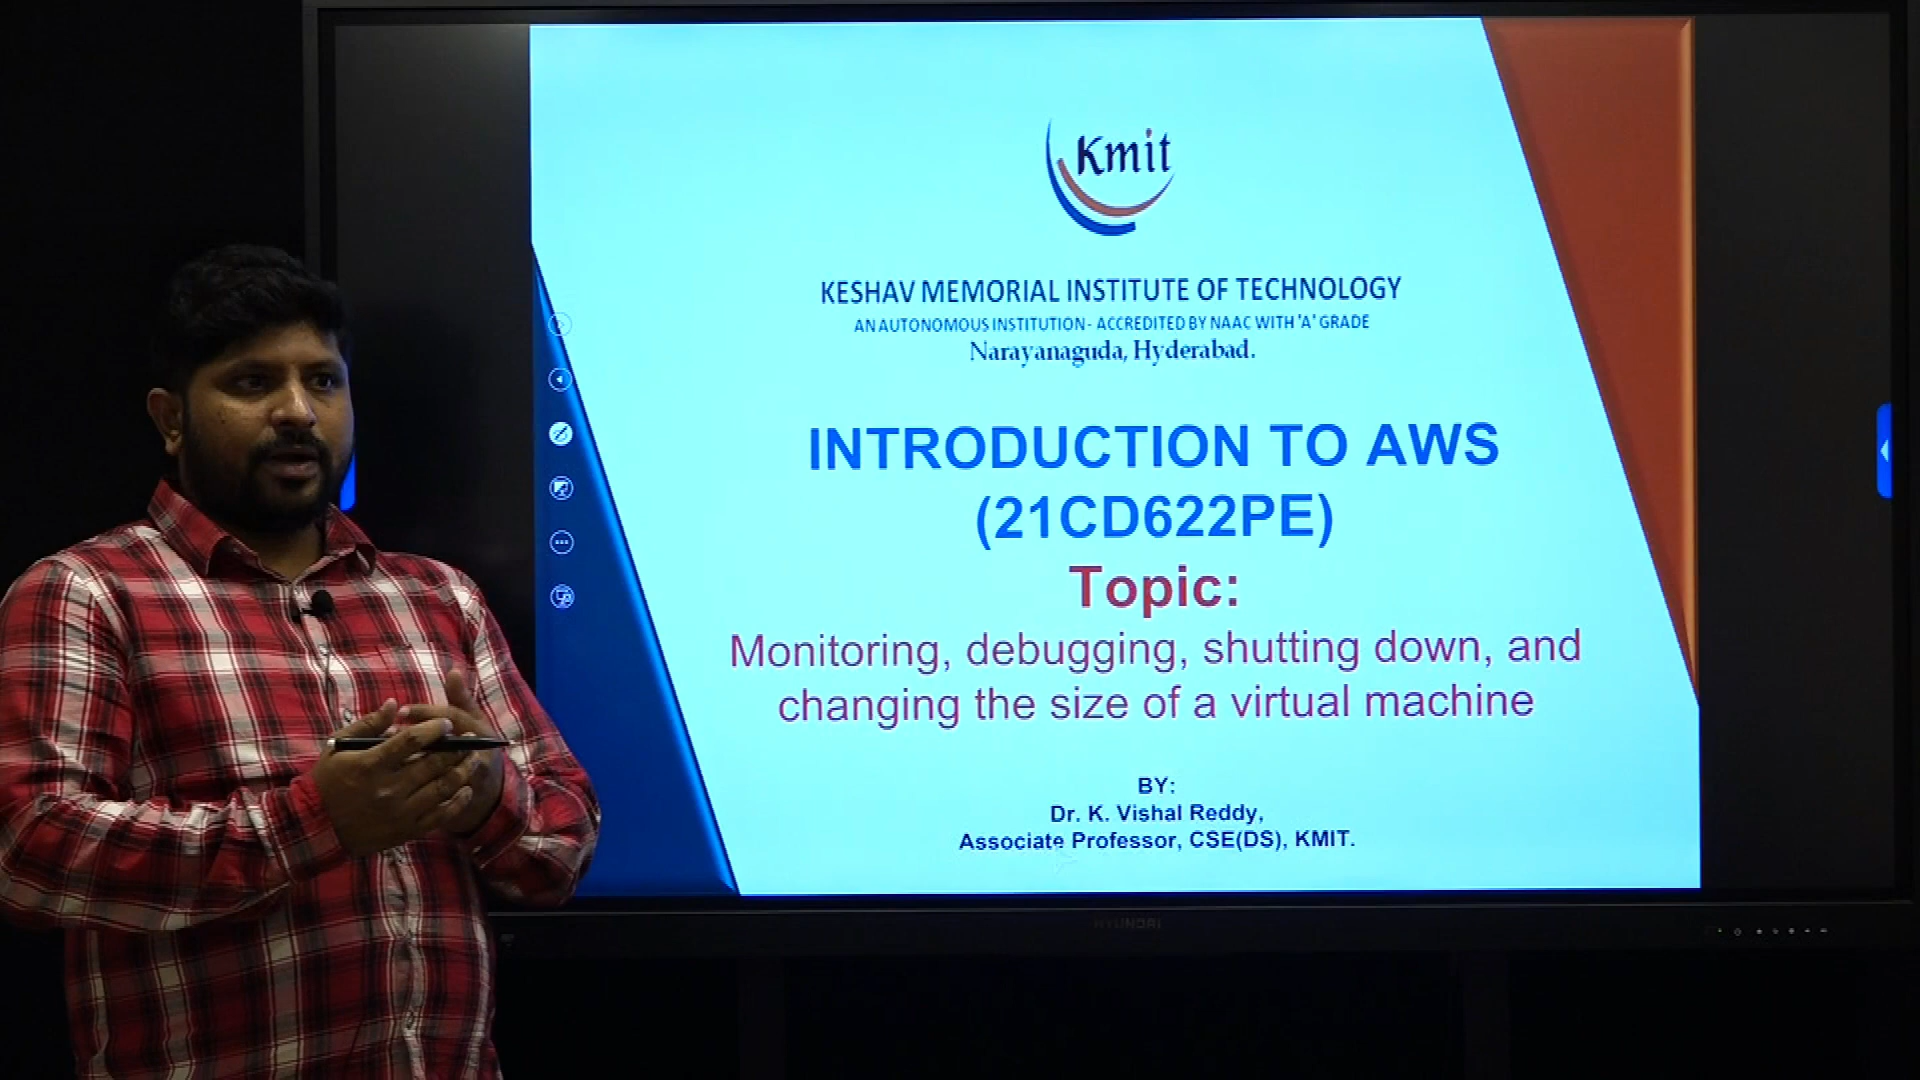 Kmit
KESHAV MEMORIAL INSTITUTE OF TECHNOLOGY
AN AUTONOMOUS INSTITUTION - ACCREDITED BY NAAC WITH 'A' GRADE
Narayanaguda, Hyderabad.
INTRODUCTION TO AWS
(21CD622PE)
Topic:
Monitoring, debugging, shutting down, and
changing the size of a virtual machine
BY:
Dr. K. Vishal Reddy,
Associate Professor, CSE(DS), KMIT.
HYUNDAI